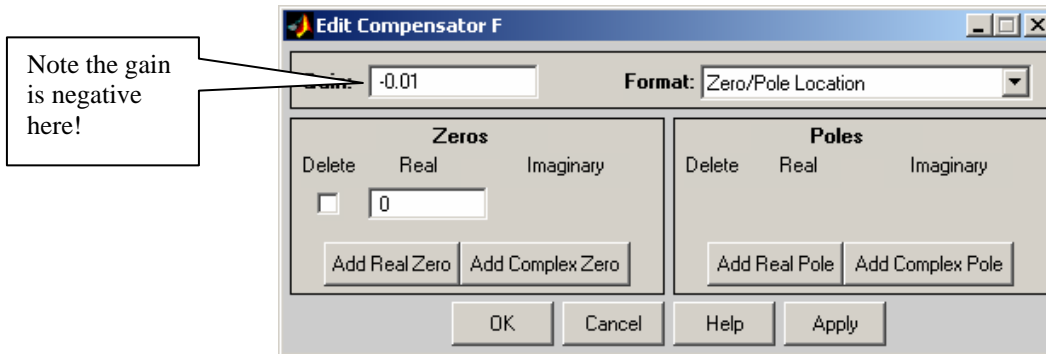 Edit Compensator F
Note the gain
is negative
here!
-0.01
Format: Zero/Pole Location
Zeros
Delete Real Imaginary
0
Add Real Zero Add Complex Zero
Poles
Delete Real Imaginary
Add Real Pole Add Complex Pole
OK Cancel Help Apply